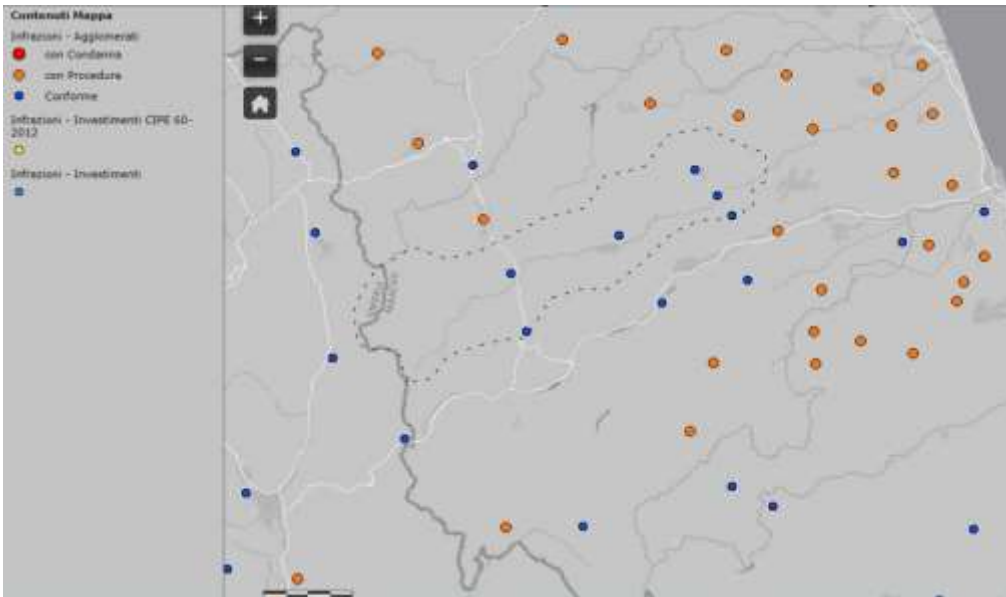 Contenuti Mappa
Infrazioni - Agglomerati
con Condanna
con Procedura
Conforme
Infrazioni - Investimenti CIPE 60-
2012
Infrazioni - Investimenti